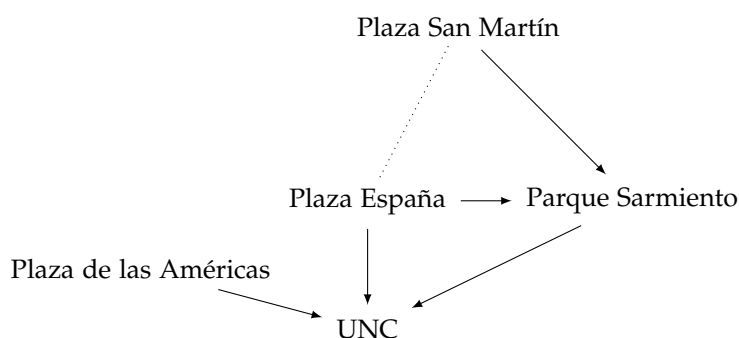 Plaza San Martín
Plaza España
Parque Sarmiento
Plaza de las Américas
UNC